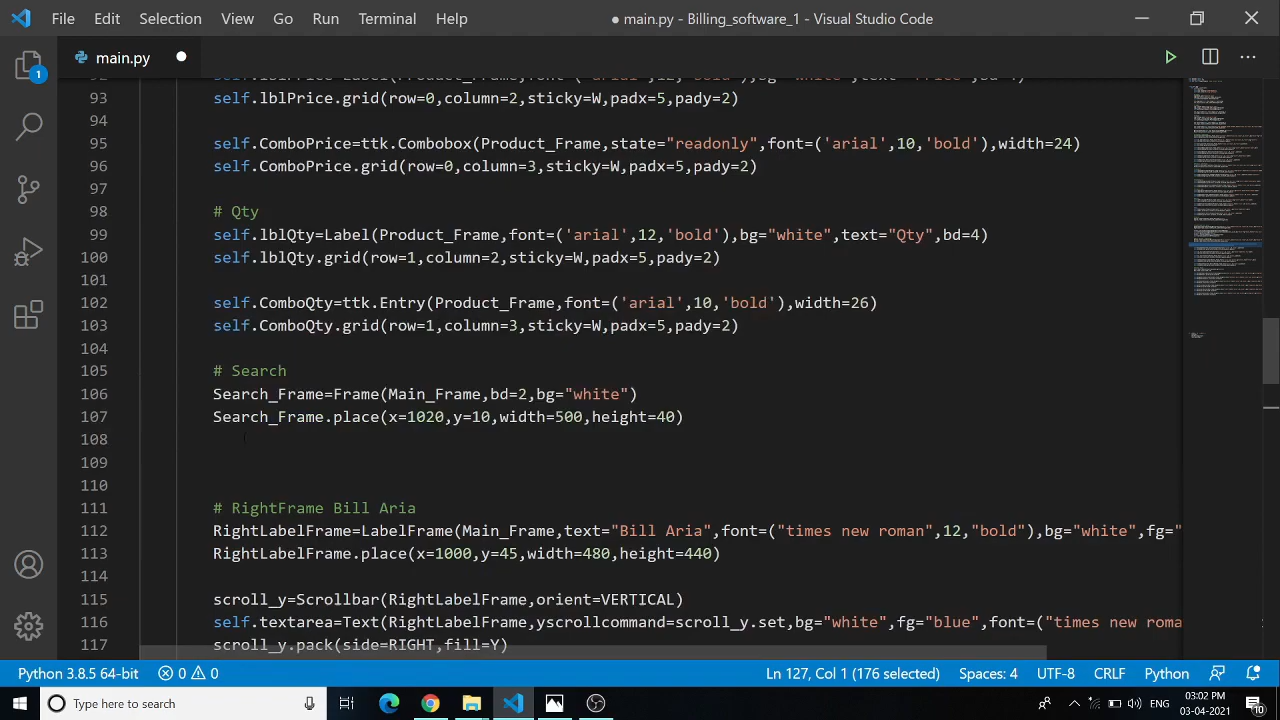 File Edit Selection View Go Run Terminal Help ● main.py - Billing_software_1 - Visual Studio Code
main.py
93 self.lblPrice.grid(row=0,column=2,sticky=W,padx=5,pady=2)
94
95 self.ComboPrice=ttk.Combobox(Product_Frame,state="readonly",font=('arial',10,'bold'),width=24)
96 self.ComboPrice.grid(row=0,column=3,sticky=W,padx=5,pady=2)
97
98 # Qty
99 self.lblQty=Label(Product_Frame,font=('arial',12,'bold'),bg="white",text="Qty",bd=4)
100 self.lblQty.grid(row=1,column=2,sticky=W,padx=5,pady=2)
102 self.ComboQty=ttk.Entry(Product_Frame,font=('arial',10,'bold'),width=26)
103 self.ComboQty.grid(row=1,column=3,sticky=W,padx=5,pady=2)
104
105 # Search
106 Search_Frame=Frame(Main_Frame,bd=2,bg="white")
107 Search_Frame.place(x=1020,y=10,width=500,height=40)
108
109
110
111 # RightFrame Bill Aria
112 RightLabelFrame=LabelFrame(Main_Frame,text="Bill Aria",font=("times new roman",12,"bold"),bg="white",fg="
113 RightLabelFrame.place(x=1000,y=45,width=480,height=440)
114
115 scroll_y=Scrollbar(RightLabelFrame,orient=VERTICAL)
116 self.textarea=Text(RightLabelFrame,yscrollcommand=scroll_y.set,bg="white",fg="blue",font=("times new roma
117 scroll_y.pack(side=RIGHT,fill=Y)
Python 3.8.5 64-bit 0 0 Ln 127, Col 1 (176 selected) Spaces: 4 UTF-8 CRLF Python
Type here to search 03:02 PM
03-04-2021